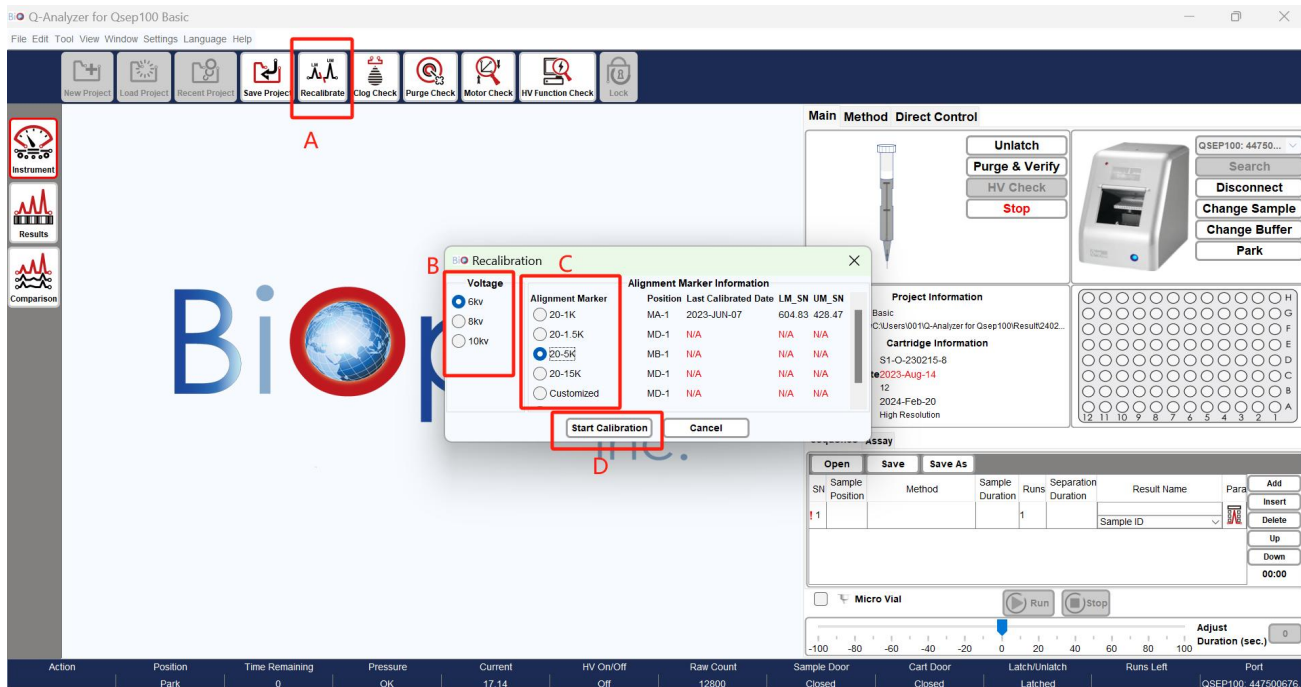 BiO Q-Analyzer for Qsep100 Basic
File Edit Tool View Window Settings Language Help
New Project Load Project Recent Project Save Project Recalibrate Clog Check Purge Check Motor Check HV Function Check Lock
A
Instrument
Results
Comparison
Main Method Direct Control
Unlatch
Purge & Verify
HV Check
Stop
QSEP100: 44750...
Search
Disconnect
Change Sample
Change Buffer
Park
BiO Recalibration
B
C
Voltage
6kv
8kv
10kv
Alignment Marker Information
Alignment Marker Position Last Calibrated Date LM_SN UM_SN
20-1K MA-1 2023-JUN-07 604.83 428.47
20-1.5K MD-1 N/A N/A N/A
20-5K MB-1 N/A N/A N/A
20-15K MD-1 N/A N/A N/A
Customized MD-1 N/A N/A N/A
Start Calibration Cancel
D
Biop
inc.
Project Information
Basic
C:\Users\001\Q-Analyzer for Qsep100\Result\2402...
Cartridge Information
S1-O-230215-8
te 2023-Aug-14
12
2024-Feb-20
High Resolution
H
G
F
E
D
C
B
A
12 11 10 9 8 7 6 5 4 3 2 1
Assay
Open Save Save As
SN Sample Position Method Sample Duration Runs Separation Duration Result Name Para
! 1 1 Sample ID
Add
Insert
Delete
Up
Down
00:00
Micro Vial Run Stop
-100 -80 -60 -40 -20 0 20 40 60 80 100
Adjust
Duration (sec.) 0
Action Position Time Remaining Pressure Current HV On/Off Raw Count Sample Door Cart Door Latch/Unlatch Runs Left Port
Park 0 OK 17.14 Off 12800 Closed Closed Latched QSEP100: 447500676